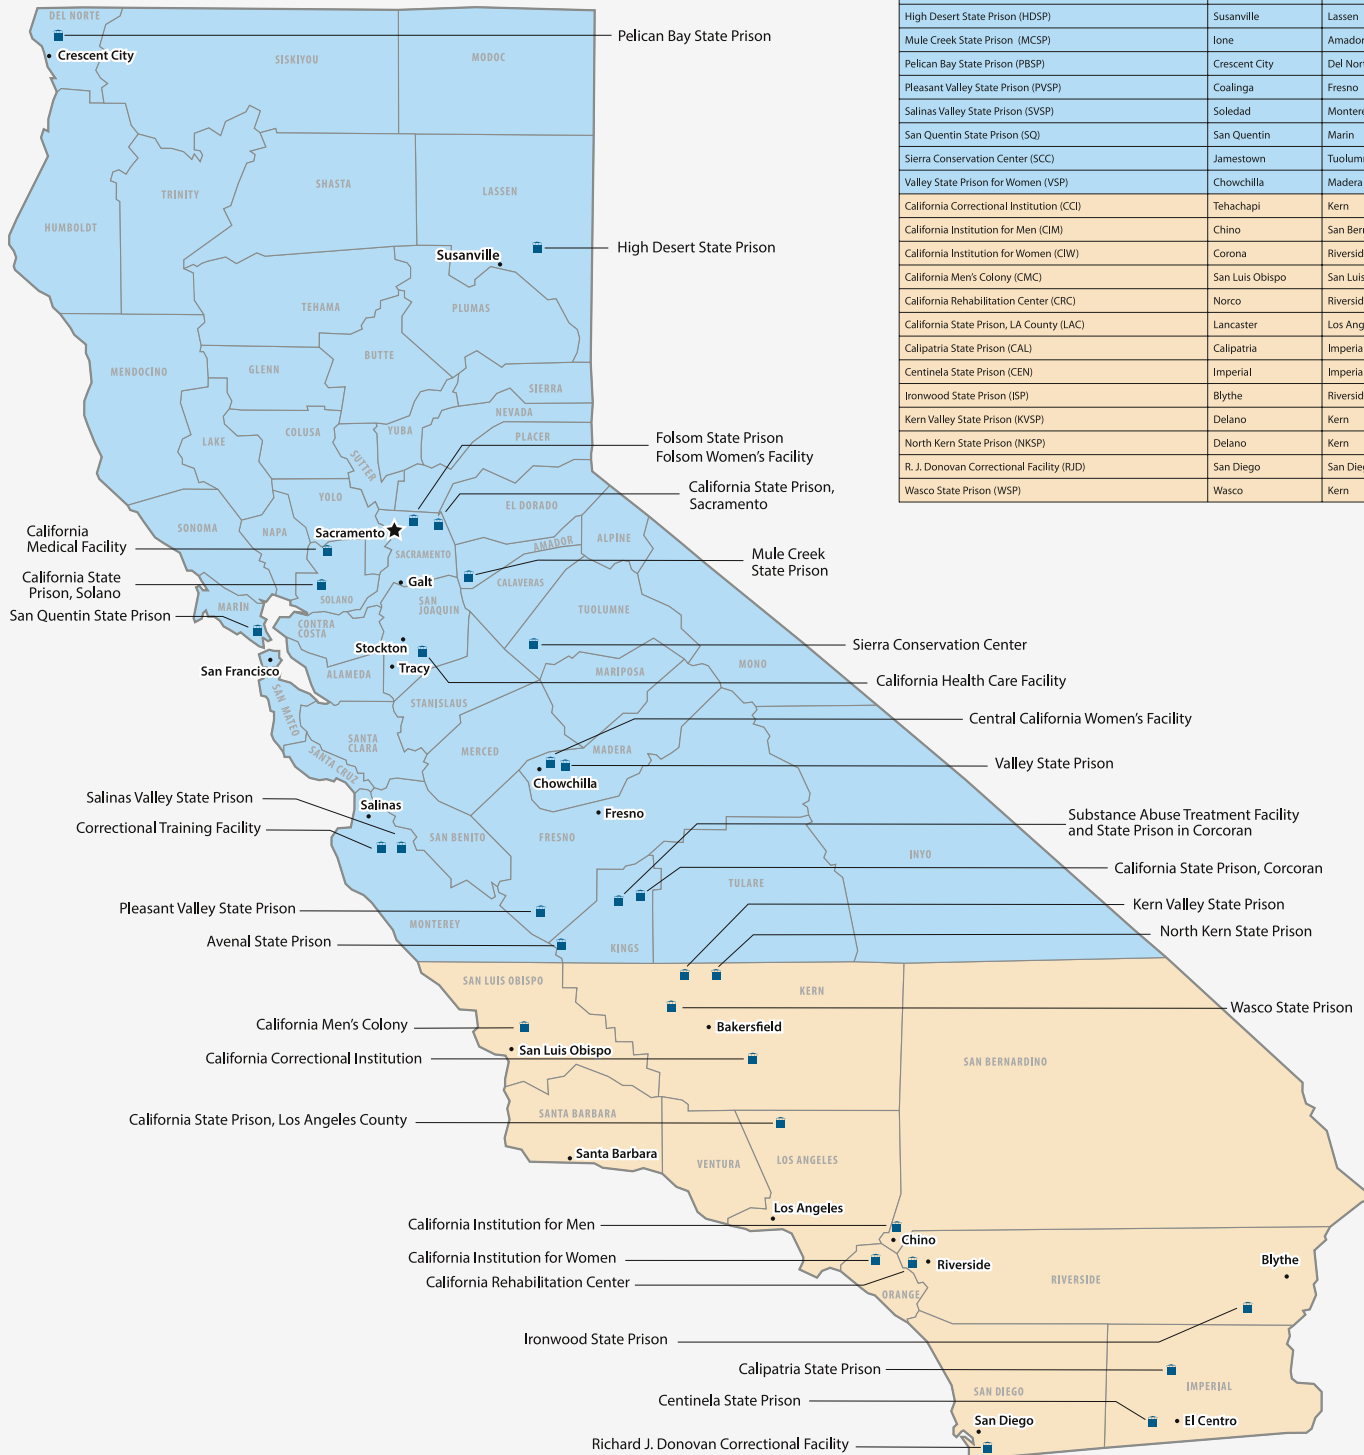 High Desert State Prison (HDSP) Susanville Lassen
Mule Creek State Prison (MCSP) Ione Amador
Pelican Bay State Prison (PBSP) Crescent City Del Nor
Pleasant Valley State Prison (PVSP) Coalinga Fresno
Salinas Valley State Prison (SVSP) Soledad Montere
San Quentin State Prison (SQ) San Quentin Marin
Sierra Conservation Center (SCC) Jamestown Tuolum
Valley State Prison for Women (VSP) Chowchilla Madera
California Correctional Institution (CCI) Tehachapi Kern
California Institution for Men (CIM) Chino San Bern
California Institution for Women (CIW) Corona Riversid
California Men's Colony (CMC) San Luis Obispo San Luis
California Rehabilitation Center (CRC) Norco Riversid
California State Prison, LA County (LAC) Lancaster Los Ang
Calipatria State Prison (CAL) Calipatria Imperia
Centinela State Prison (CEN) Imperial Imperia
Ironwood State Prison (ISP) Blythe Riversid
Kern Valley State Prison (KVSP) Delano Kern
North Kern State Prison (NKSP) Delano Kern
R. J. Donovan Correctional Facility (RJD) San Diego San Die
Wasco State Prison (WSP) Wasco Kern
DEL NORTE
Pelican Bay State Prison
Crescent City
SISKIYOU
MODOC
TRINITY
SHASTA
LASSEN
HUMBOLDT
Susanville
High Desert State Prison
TEHAMA
PLUMAS
MENDOCINO
GLENN
BUTTE
SIERRA
NEVADA
LAKE
COLUSA
YUBA
PLACER
SUTTER
Folsom State Prison
Folsom Women's Facility
YOLO
California State Prison,
Sacramento
EL DORADO
SONOMA
NAPA
Sacramento
California
Medical Facility
SACRAMENTO
AMADOR
ALPINE
Mule Creek
State Prison
California State
Prison, Solano
SOLANO
Galt
CALAVERAS
MARIN
San Quentin State Prison
SAN
JOAQUIN
TUOLUMNE
CONTRA
COSTA
Stockton
Sierra Conservation Center
San Francisco
ALAMEDA
Tracy
MARIPOSA
MONO
California Health Care Facility
SAN MATEO
STANISLAUS
Central California Women's Facility
SANTA
CLARA
MERCED
MADERA
SANTA CRUZ
Valley State Prison
Chowchilla
Salinas Valley State Prison
Salinas
Fresno
Correctional Training Facility
SAN BENITO
FRESNO
Substance Abuse Treatment Facility
and State Prison in Corcoran
INYO
TULARE
California State Prison, Corcoran
Pleasant Valley State Prison
MONTEREY
Kern Valley State Prison
Avenal State Prison
KINGS
North Kern State Prison
SAN LUIS OBISPO
KERN
Wasco State Prison
California Men's Colony
Bakersfield
San Luis Obispo
California Correctional Institution
SAN BERNARDINO
California State Prison, Los Angeles County
SANTA BARBARA
Santa Barbara
VENTURA
LOS ANGELES
Los Angeles
California Institution for Men
Chino
California Institution for Women
Riverside
Blythe
California Rehabilitation Center
ORANGE
RIVERSIDE
Ironwood State Prison
Calipatria State Prison
SAN DIEGO
IMPERIAL
Centinela State Prison
San Diego
El Centro
Richard J. Donovan Correctional Facility